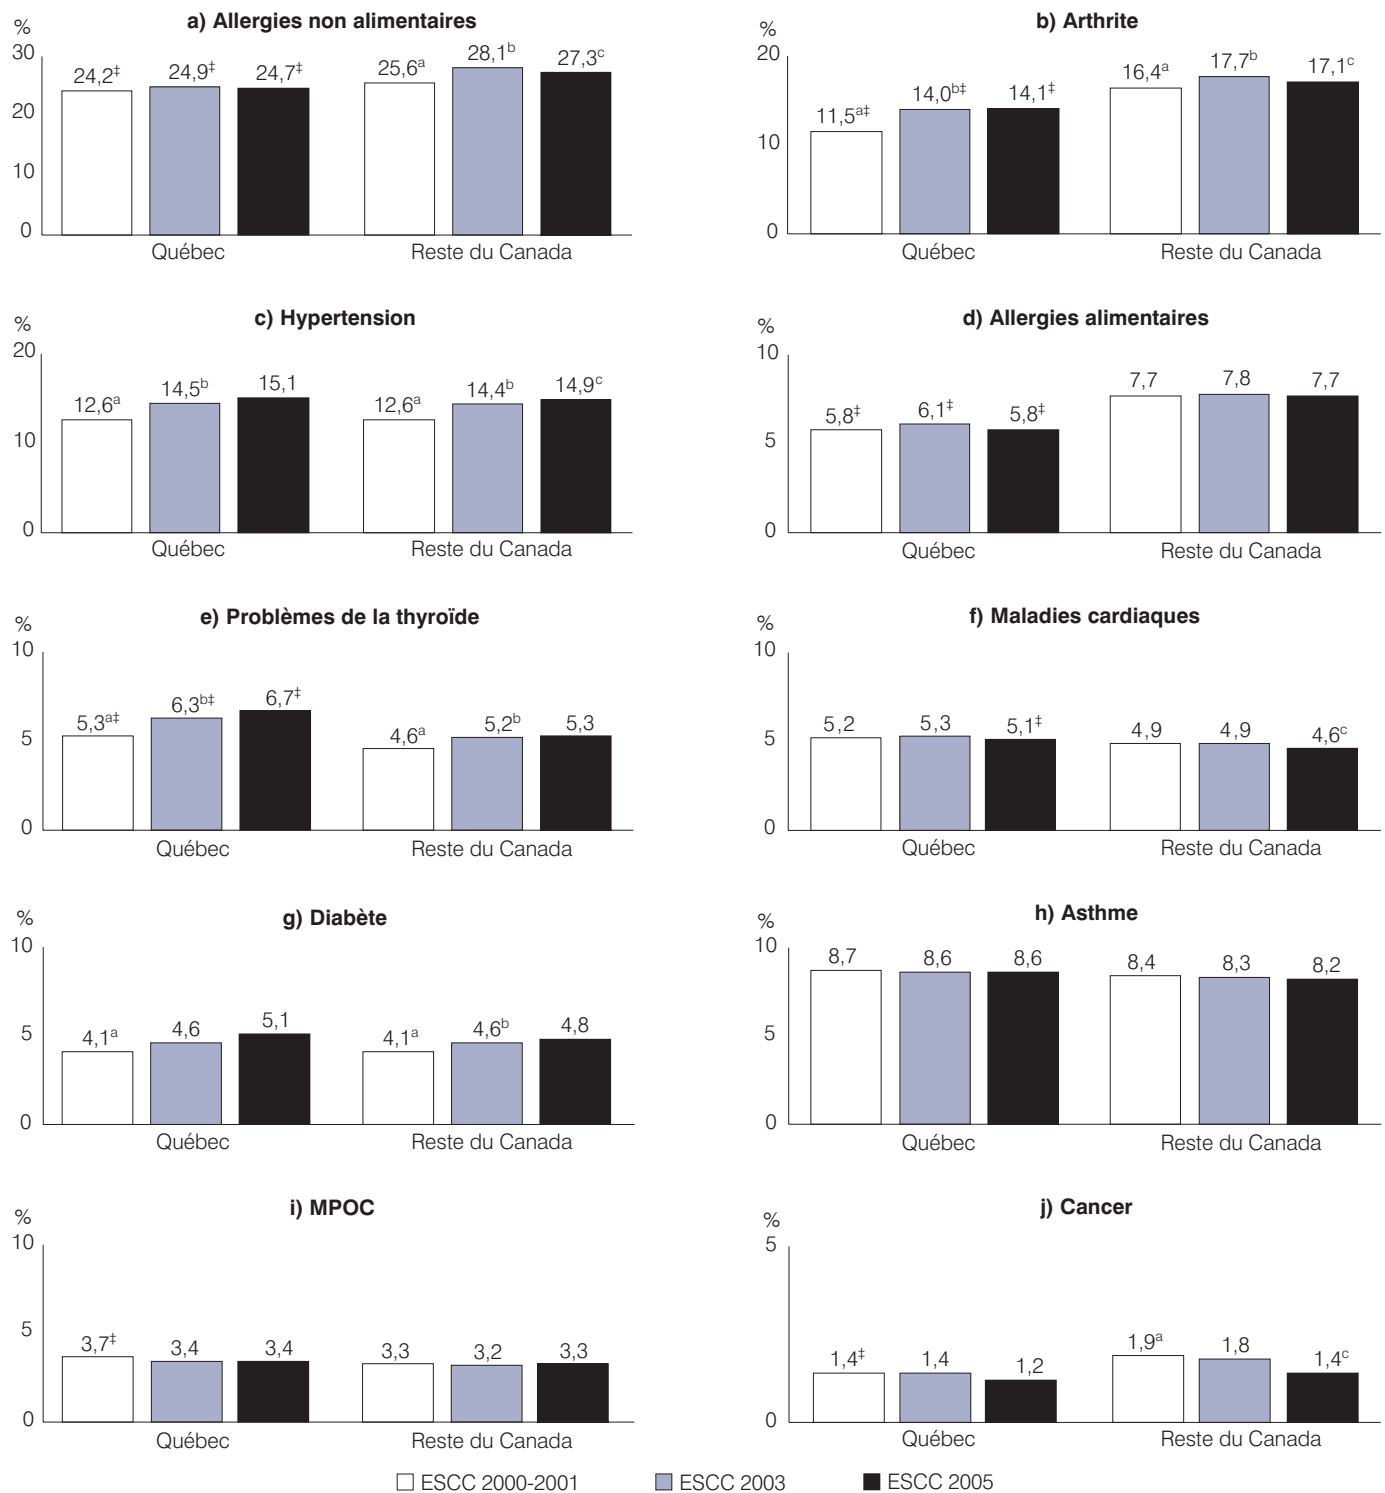 a) Allergies non alimentaires
%
30
20
10
0
24,2‡ 24,9‡ 24,7‡ 25,6ᵃ 28,1ᵇ 27,3ᶜ
Québec Reste du Canada
b) Arthrite
%
20
10
0
11,5ᵃ‡ 14,0ᵇ‡ 14,1‡ 16,4ᵃ 17,7ᵇ 17,1ᶜ
Québec Reste du Canada
c) Hypertension
%
20
10
0
12,6ᵃ 14,5ᵇ 15,1 12,6ᵃ 14,4ᵇ 14,9ᶜ
Québec Reste du Canada
d) Allergies alimentaires
%
10
5
0
5,8‡ 6,1‡ 5,8‡ 7,7 7,8 7,7
Québec Reste du Canada
e) Problèmes de la thyroïde
%
10
5
0
5,3ᵃ‡ 6,3ᵇ‡ 6,7‡ 4,6ᵃ 5,2ᵇ 5,3
Québec Reste du Canada
f) Maladies cardiaques
%
10
5
0
5,2 5,3 5,1‡ 4,9 4,9 4,6ᶜ
Québec Reste du Canada
g) Diabète
%
10
5
0
4,1ᵃ 4,6 5,1 4,1ᵃ 4,6ᵇ 4,8
Québec Reste du Canada
h) Asthme
%
10
5
0
8,7 8,6 8,6 8,4 8,3 8,2
Québec Reste du Canada
i) MPOC
%
10
5
0
3,7‡ 3,4 3,4 3,3 3,2 3,3
Québec Reste du Canada
j) Cancer
%
5
0
1,4‡ 1,4 1,2 1,9ᵃ 1,8 1,4ᶜ
Québec Reste du Canada
ESCC 2000-2001 ESCC 2003 ESCC 2005